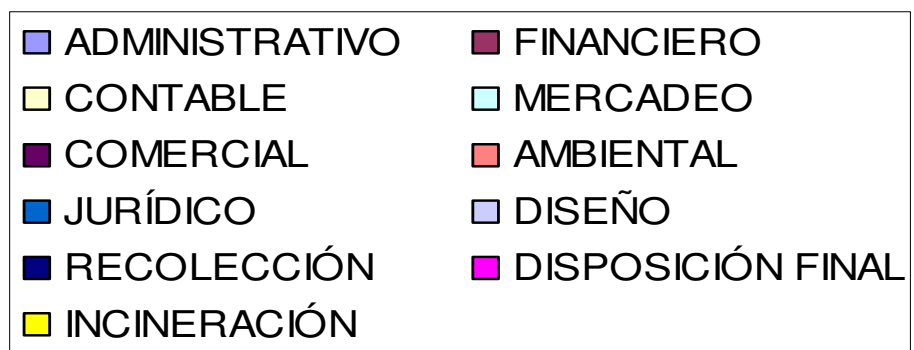 ADMINISTRATIVO FINANCIERO
CONTABLE MERCADEO
COMERCIAL AMBIENTAL
JURÍDICO DISEÑO
RECOLECCIÓN DISPOSICIÓN FINAL
INCINERACIÓN